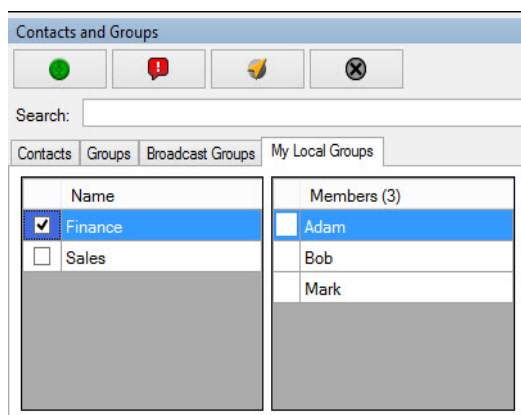 Contacts and Groups
Search:
Contacts Groups Broadcast Groups My Local Groups
Name Members (3)
Finance Adam
Sales Bob
Mark